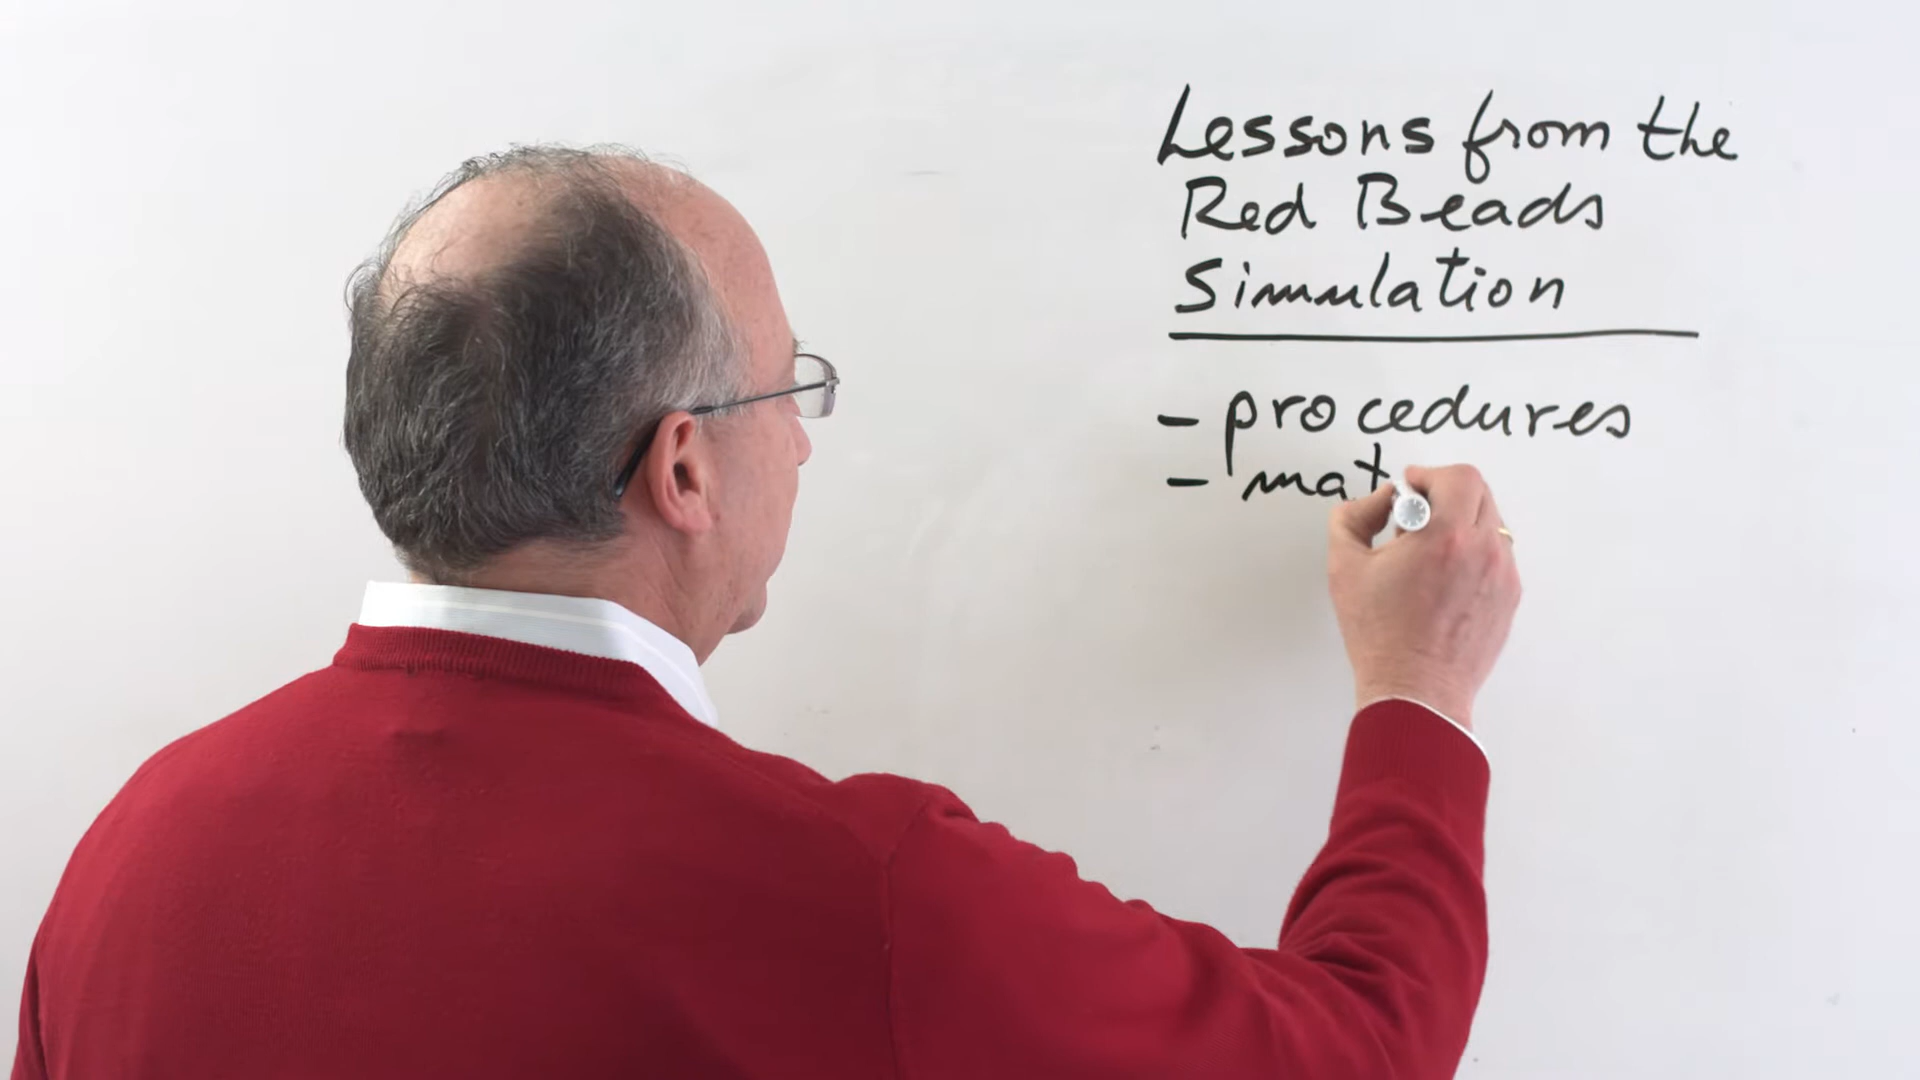 Lessons from the
Red Beads
Simulation
- procedures
- mat